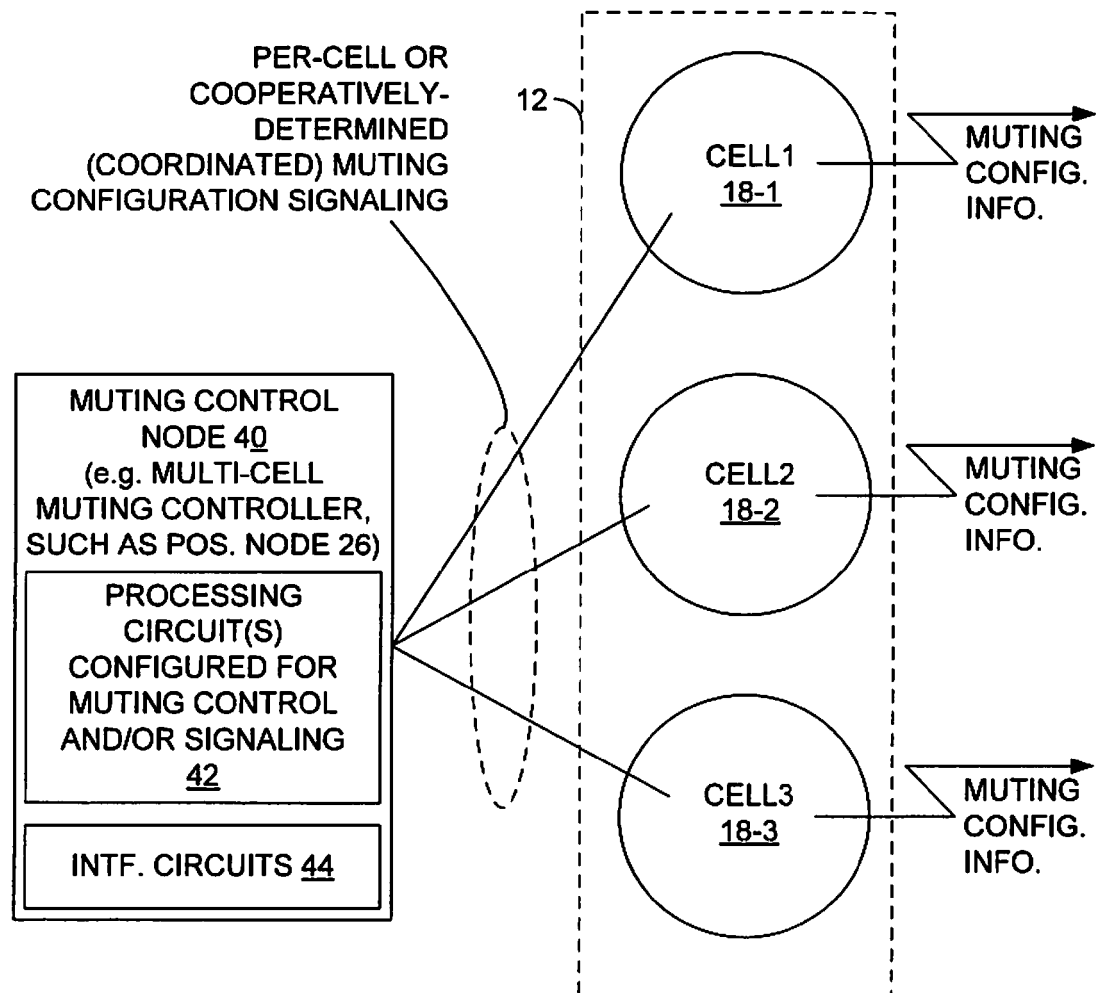 PER-CELL OR
COOPERATIVELY-
DETERMINED
(COORDINATED) MUTING
CONFIGURATION SIGNALING
12
CELL1
18-1
MUTING
CONFIG.
INFO.
MUTING CONTROL
NODE 40
(e.g. MULTI-CELL
MUTING CONTROLLER,
SUCH AS POS. NODE 26)
PROCESSING
CIRCUIT(S)
CONFIGURED FOR
MUTING CONTROL
AND/OR SIGNALING
42
INTF. CIRCUITS 44
CELL2
18-2
MUTING
CONFIG.
INFO.
CELL3
18-3
MUTING
CONFIG.
INFO.